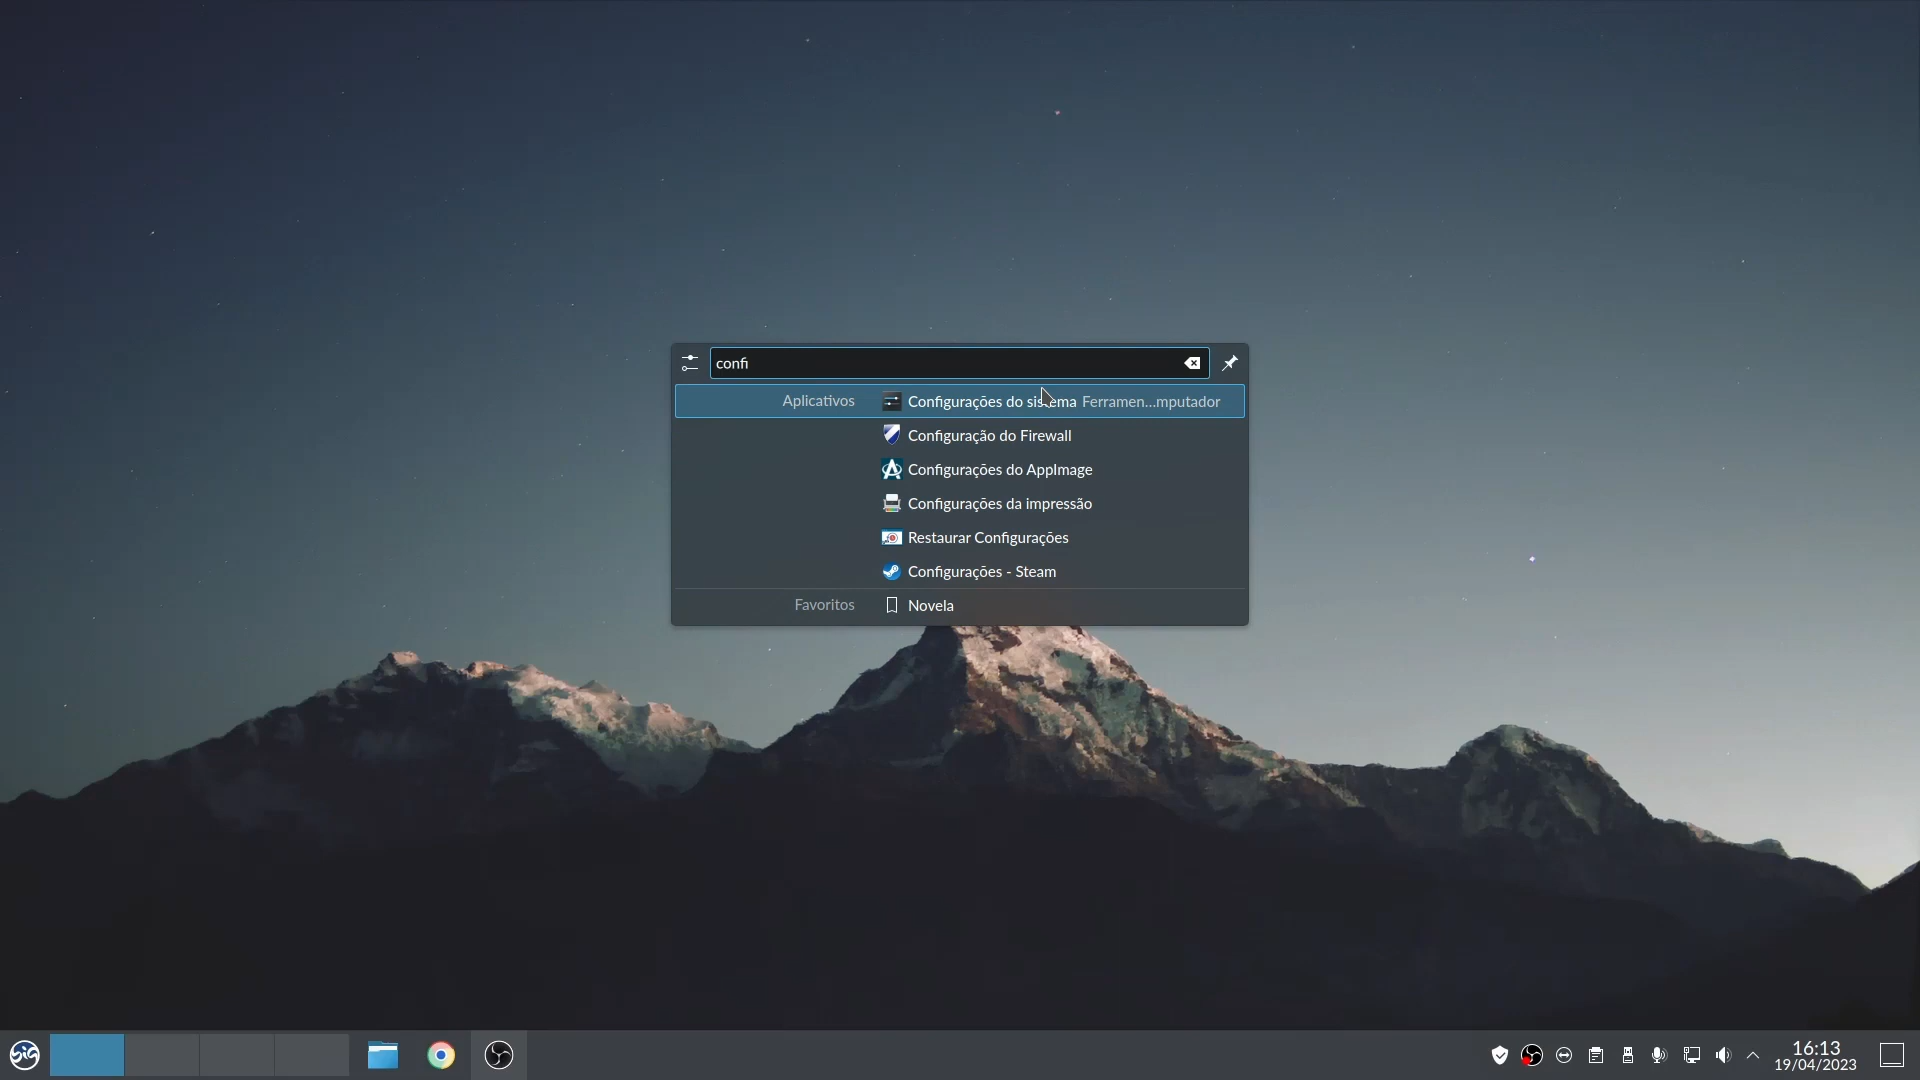 confi
Aplicativos Configurações do sistema Ferramen...mputador
Configuração do Firewall
Configurações do AppImage
Configurações da impressão
Restaurar Configurações
Configurações - Steam
Favoritos Novela
big
16:13
19/04/2023